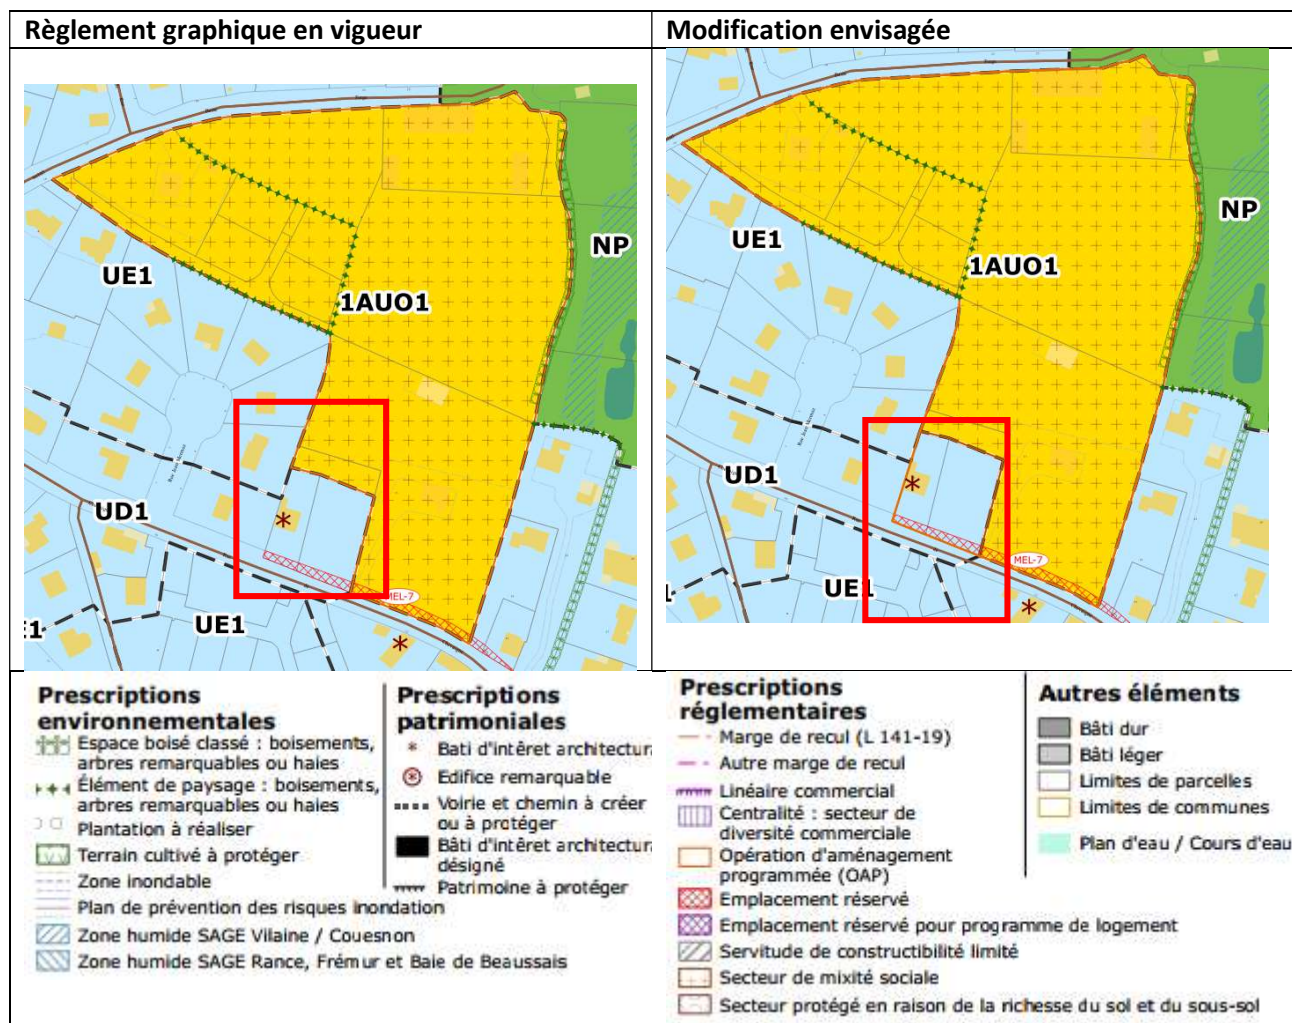 Règlement graphique en vigueur
Modification envisagée
UE1
1AUO1
NP
UD1
MEL-7
UE1
E1
UE1
1AUO1
NP
UD1
MEL-7
UE1
1
Prescriptions
environnementales
Espace boisé classé : boisements,
arbres remarquables ou haies
Élément de paysage : boisements,
arbres remarquables ou haies
Plantation à réaliser
Terrain cultivé à protéger
Zone inondable
Plan de prévention des risques inondation
Zone humide SAGE Vilaine / Couesnon
Zone humide SAGE Rance, Frémur et Baie de Beaussais
Prescriptions
patrimoniales
Bati d'intêret architectura
Edifice remarquable
Voirie et chemin à créer
ou à protéger
Bâti d'intêret architectura
désigné
Patrimoine à protéger
Prescriptions
réglementaires
Marge de recul (L 141-19)
Autre marge de recul
Linéaire commercial
Centralité : secteur de
diversité commerciale
Opération d'aménagement
programmée (OAP)
Emplacement réservé
Emplacement réservé pour programme de logement
Servitude de constructibilité limité
Secteur de mixité sociale
Secteur protégé en raison de la richesse du sol et du sous-sol
Autres éléments
Bâti dur
Bâti léger
Limites de parcelles
Limites de communes
Plan d'eau / Cours d'eau